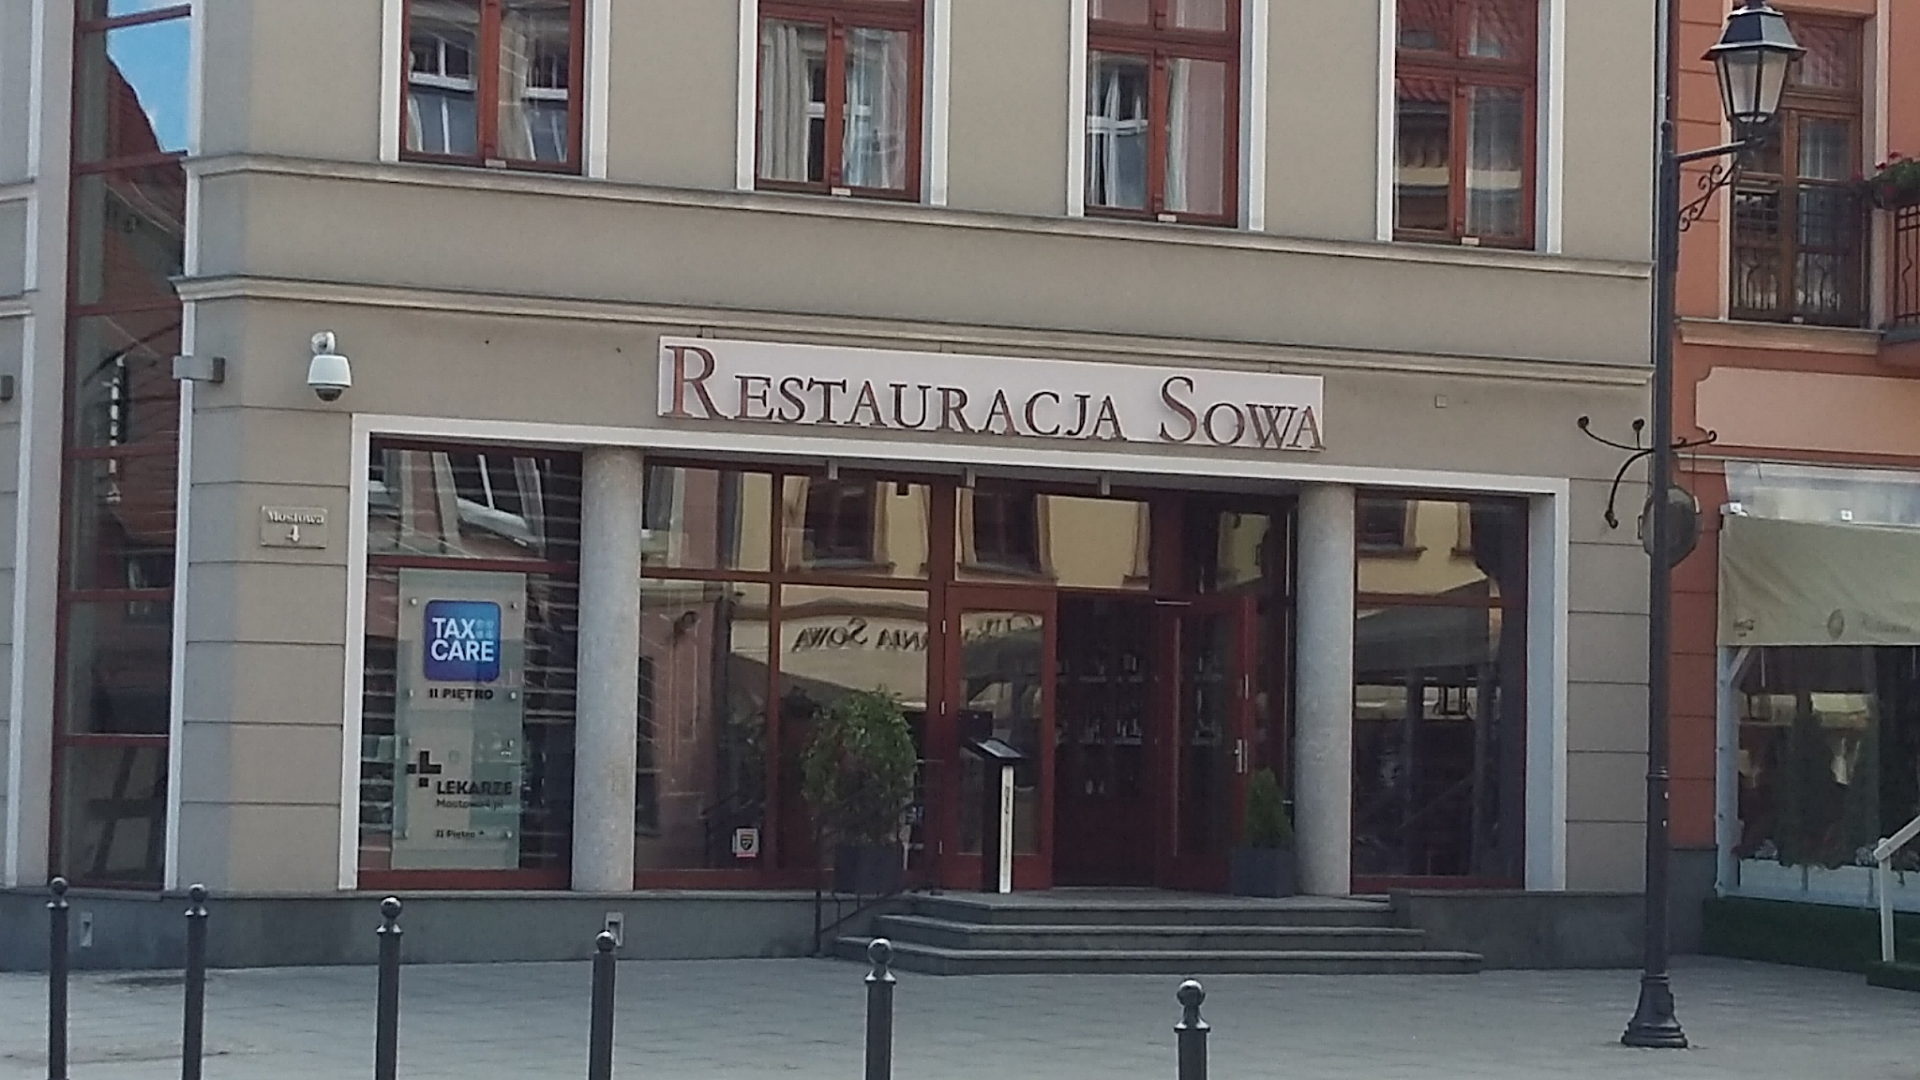 Restauracja Sowa
Mostowa
4
TAX
CARE
II PIĘTRO
LEKARZE
Mostowa4.pl
II Piętro